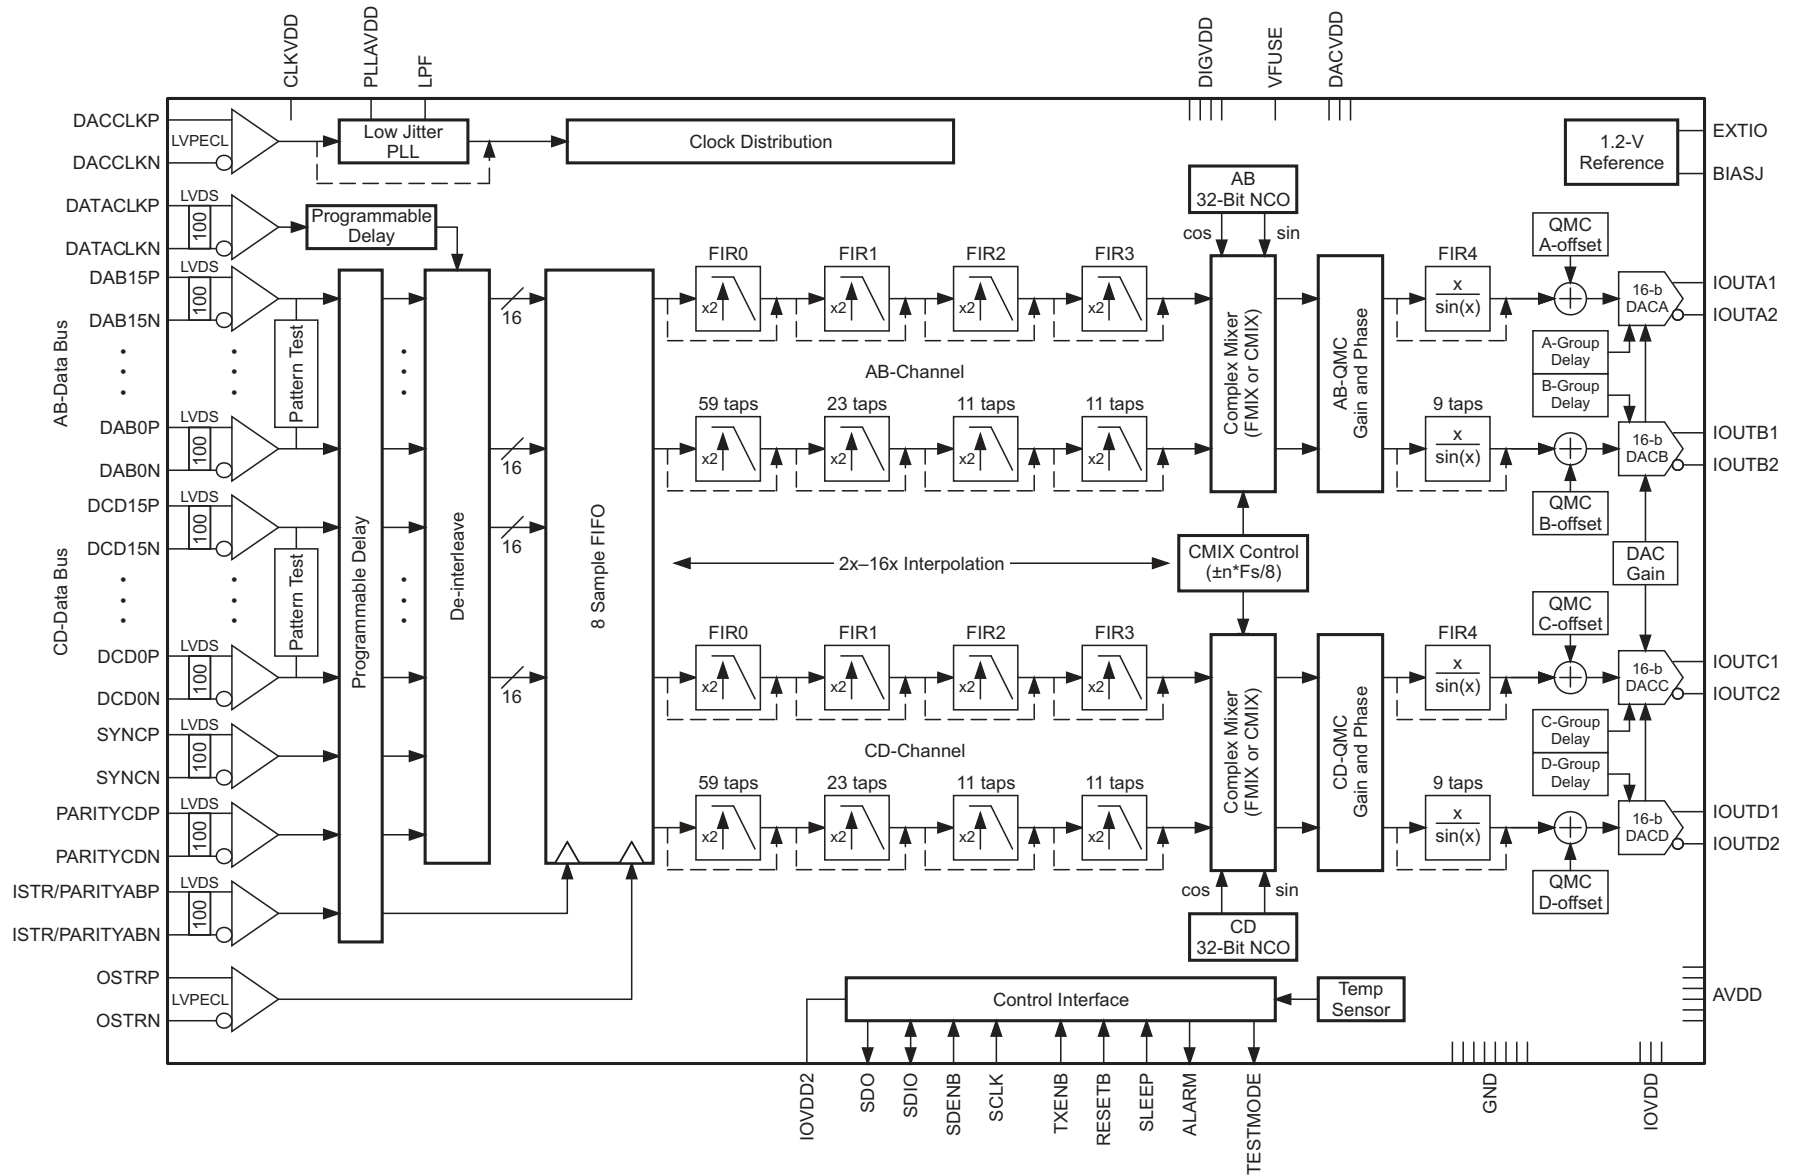 CLKVDD
PLLAVDD
LPF
DIGVDD
VFUSE
DACVDD
DACCLKP
LVPECL
DACCLKN
Low Jitter
PLL
Clock Distribution
1.2-V
Reference
EXTIO
BIASJ
AB
32-Bit NCO
cos
sin
DATACLKP
LVDS
100
DATACLKN
Programmable
Delay
QMC
A-offset
DAB15P
LVDS
100
DAB15N
AB-Data Bus
Pattern Test
DAB0P
LVDS
100
DAB0N
DCD15P
LVDS
100
DCD15N
CD-Data Bus
Pattern Test
DCD0P
LVDS
100
DCD0N
SYNCP
LVDS
100
SYNCN
PARITYCDP
LVDS
100
PARITYCDN
ISTR/PARITYABP
LVDS
100
ISTR/PARITYABN
OSTRP
LVPECL
OSTRN
Programmable Delay
De-interleave
16
16
16
16
8 Sample FIFO
FIR0
FIR1
FIR2
FIR3
x2
x2
x2
x2
AB-Channel
59 taps
23 taps
11 taps
11 taps
x2
x2
x2
x2
Complex Mixer
(FMIX or CMIX)
AB-QMC
Gain and Phase
FIR4
x
sin(x)
9 taps
x
sin(x)
16-b
DACA
IOUTA1
IOUTA2
A-Group
Delay
B-Group
Delay
16-b
DACB
IOUTB1
IOUTB2
QMC
B-offset
2x–16x Interpolation
CMIX Control
(±n*Fs/8)
DAC
Gain
QMC
C-offset
FIR0
FIR1
FIR2
FIR3
x2
x2
x2
x2
CD-Channel
59 taps
23 taps
11 taps
11 taps
x2
x2
x2
x2
Complex Mixer
(FMIX or CMIX)
CD-QMC
Gain and Phase
FIR4
x
sin(x)
9 taps
x
sin(x)
16-b
DACC
IOUTC1
IOUTC2
C-Group
Delay
D-Group
Delay
16-b
DACD
IOUTD1
IOUTD2
QMC
D-offset
cos
sin
CD
32-Bit NCO
Control Interface
Temp
Sensor
AVDD
IOVDD2
SDO
SDIO
SDENB
SCLK
TXENB
RESETB
SLEEP
ALARM
TESTMODE
GND
IOVDD